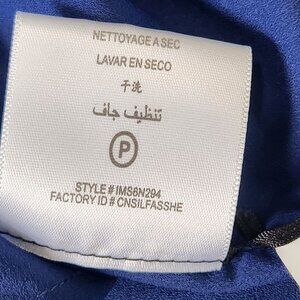 NETTOYAGE A SEC
LAVAR EN SECO
干洗
تنظيف جاف
P
STYLE # IMS6N294
FACTORY ID # CNSILFASSHE